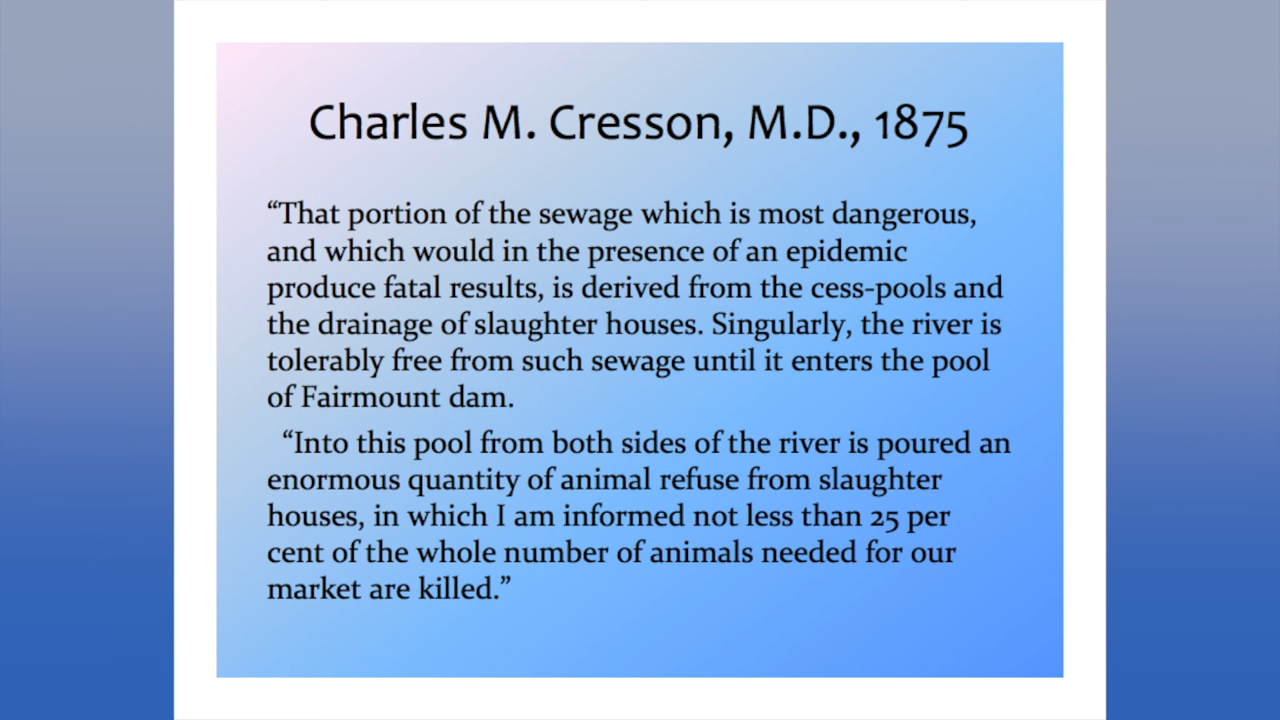 Charles M. Cresson, M.D., 1875
“That portion of the sewage which is most dangerous,
and which would in the presence of an epidemic
produce fatal results, is derived from the cess-pools and
the drainage of slaughter houses. Singularly, the river is
tolerably free from such sewage until it enters the pool
of Fairmount dam.
“Into this pool from both sides of the river is poured an
enormous quantity of animal refuse from slaughter
houses, in which I am informed not less than 25 per
cent of the whole number of animals needed for our
market are killed.”